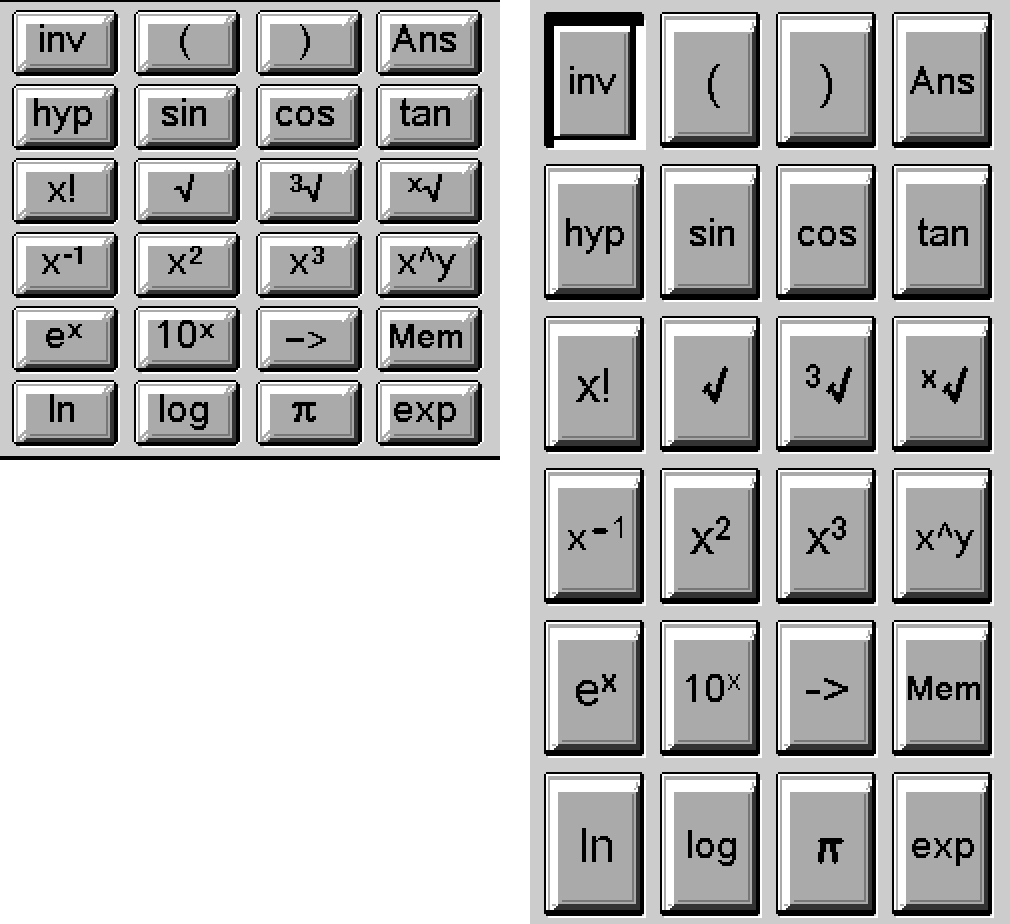 inv ( ) Ans
hyp sin cos tan
x! √ ³√ ˣ√
x⁻¹ x² x³ x^y
eˣ 10ˣ -> Mem
ln log π exp
inv ( ) Ans
hyp sin cos tan
x! √ ³√ ˣ√
x⁻¹ x² x³ x^y
eˣ 10ˣ -> Mem
ln log π exp